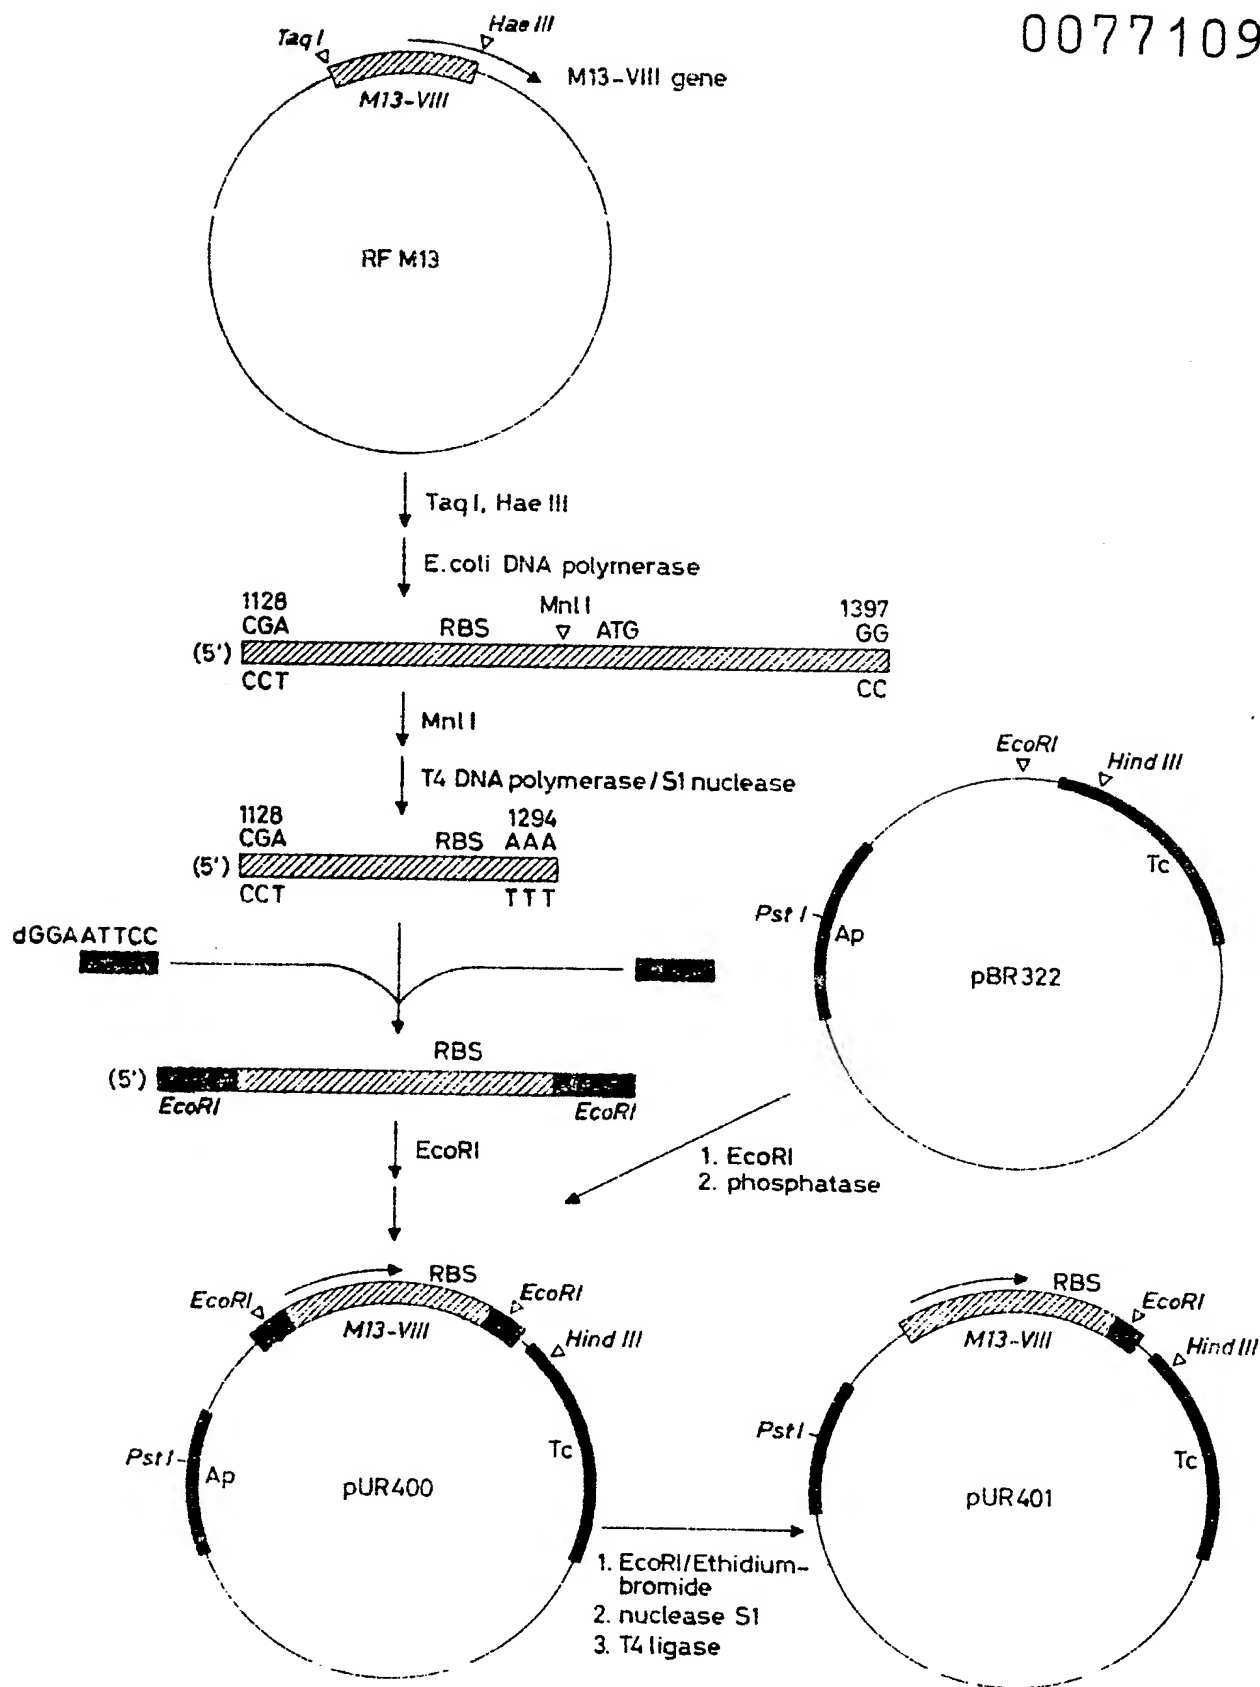 0077109
Taq I
Hae III
M13-VIII gene
M13-VIII
RF M13
Taq I, Hae III
E.coli DNA polymerase
1128
CGA
RBS
Mnl I
ATG
1397
GG
(5')
CCT
CC
Mnl I
T4 DNA polymerase/S1 nuclease
1128
CGA
RBS
1294
AAA
(5')
CCT
TTT
dGGAATTCC
EcoRI
Hind III
Tc
Pst I
Ap
pBR322
RBS
(5')
EcoRI
EcoRI
EcoRI
1. EcoRI
2. phosphatase
EcoRI
RBS
EcoRI
M13-VIII
Hind III
Pst I
Ap
Tc
pUR400
1. EcoRI/Ethidium-
bromide
2. nuclease S1
3. T4 ligase
RBS
EcoRI
M13-VIII
Hind III
Pst I
Tc
pUR401